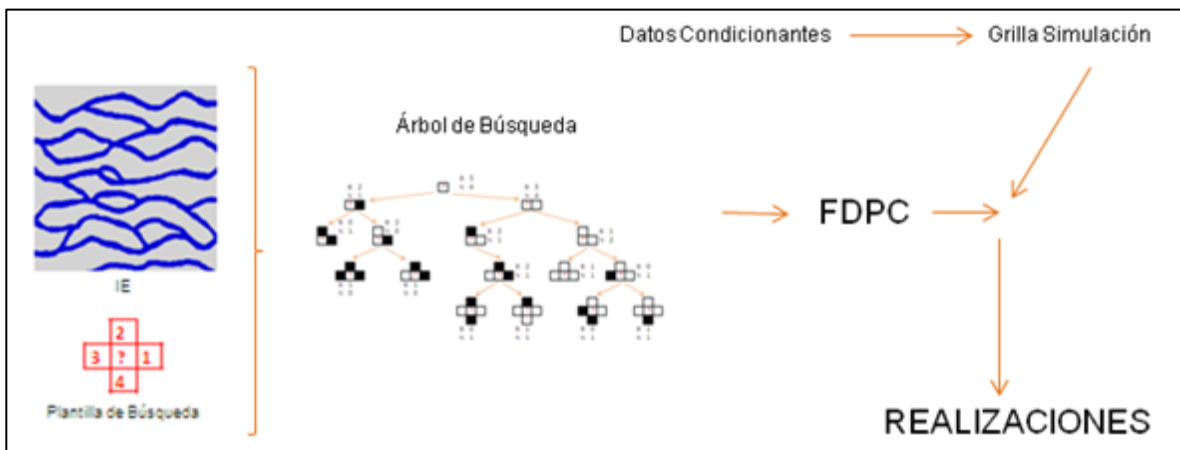 Datos Condicionantes
Grilla Simulación
Árbol de Búsqueda
FDPC
IE
2
3 ? 1
4
Plantilla de Búsqueda
REALIZACIONES